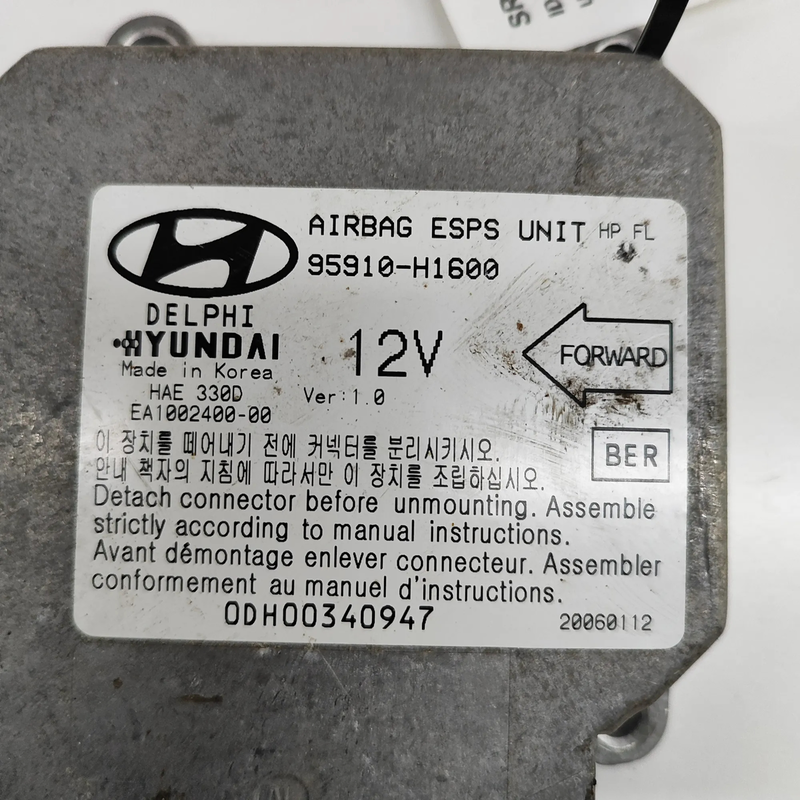 SR
ID
AIRBAG ESPS UNIT HP FL
95910-H1600
DELPHI
HYUNDAI
Made in Korea
HAE 330D
EA1002400-00
12V
Ver:1.0
FORWARD
BER
이 장치를 떼어내기 전에 커넥터를 분리시키시오.
안내 책자의 지침에 따라서만 이 장치를 조립하십시오.
Detach connector before unmounting. Assemble
strictly according to manual instructions.
Avant démontage enlever connecteur. Assembler
conformement au manuel d'instructions.
0DH00340947
20060112